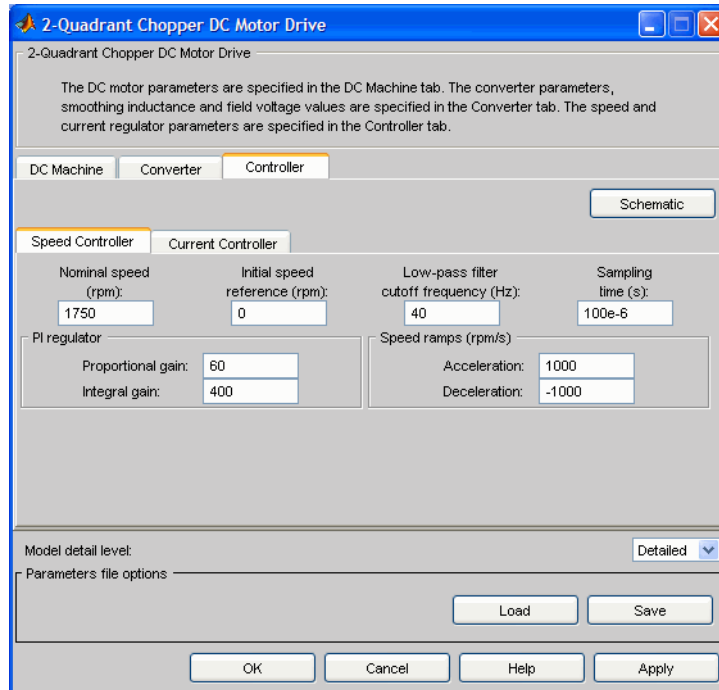 2-Quadrant Chopper DC Motor Drive
2-Quadrant Chopper DC Motor Drive
The DC motor parameters are specified in the DC Machine tab. The converter parameters,
smoothing inductance and field voltage values are specified in the Converter tab. The speed and
current regulator parameters are specified in the Controller tab.
DC Machine Converter Controller
Schematic
Speed Controller Current Controller
Nominal speed Initial speed Low-pass filter Sampling
(rpm): reference (rpm): cutoff frequency (Hz): time (s):
1750 0 40 100e-6
PI regulator Speed ramps (rpm/s)
Proportional gain: 60 Acceleration: 1000
Integral gain: 400 Deceleration: -1000
Model detail level: Detailed
Parameters file options
Load Save
OK Cancel Help Apply